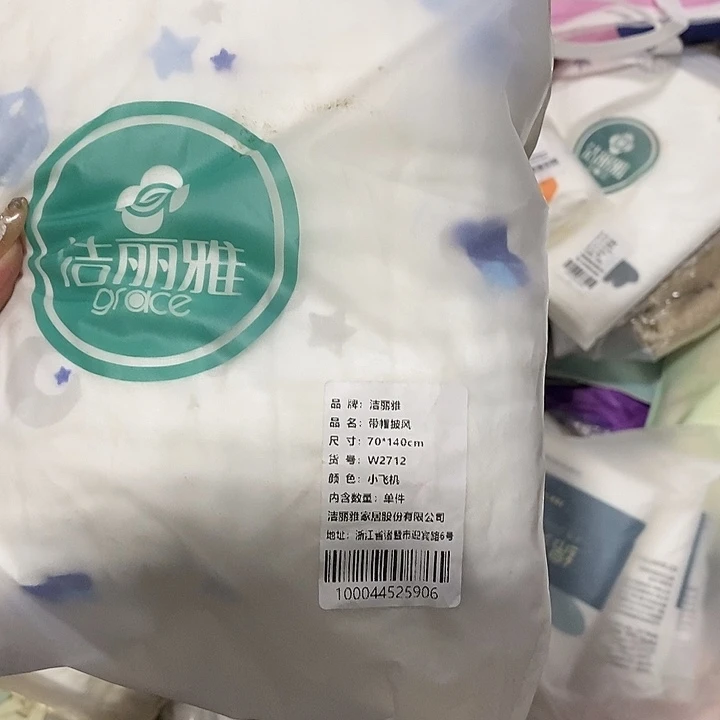 洁丽雅
grace
品 牌：洁丽雅
品 名：带帽披风
尺 寸：70*140cm
货 号：W2712
颜 色：小飞机
内含数量：单件
洁丽雅家居股份有限公司
地址：浙江省诸暨市迎宾路6号
100044525906
洁丽雅